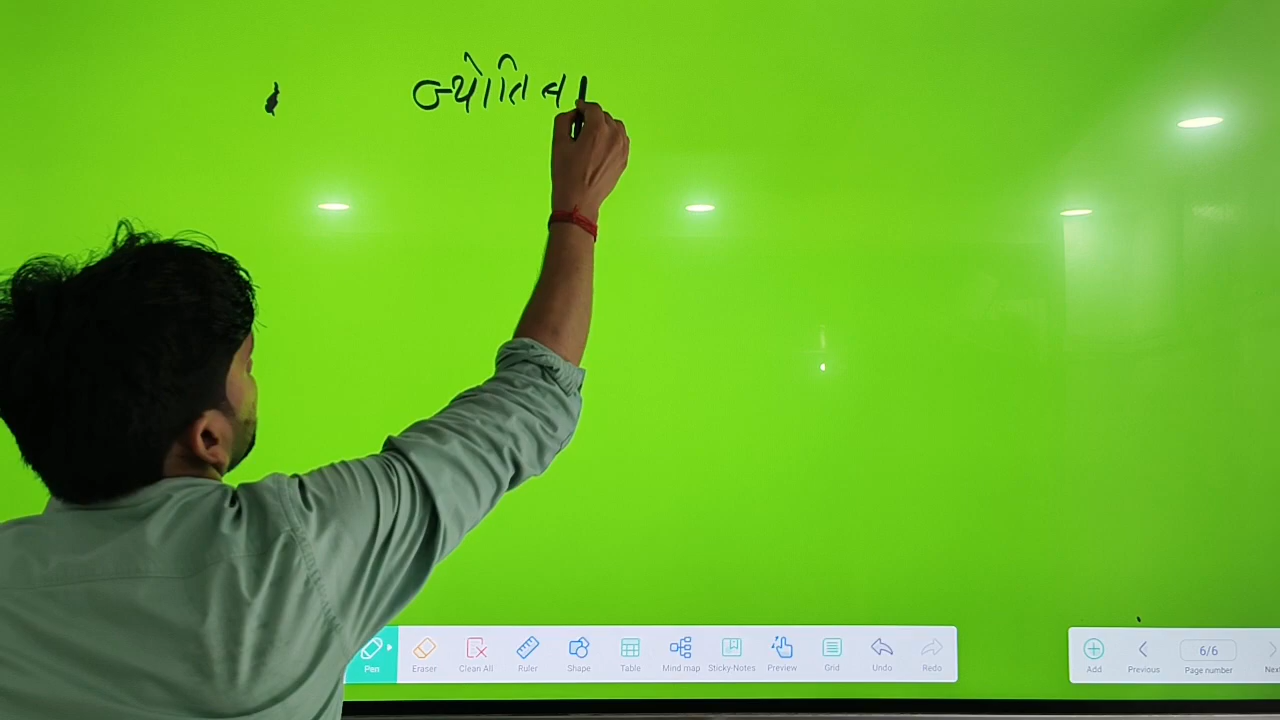 જ્યોતિ
Pen Eraser Clean All Ruler Shape Table Mind map Sticky Notes Preview Grid Undo Redo
6/6
Add Previous Page number Next